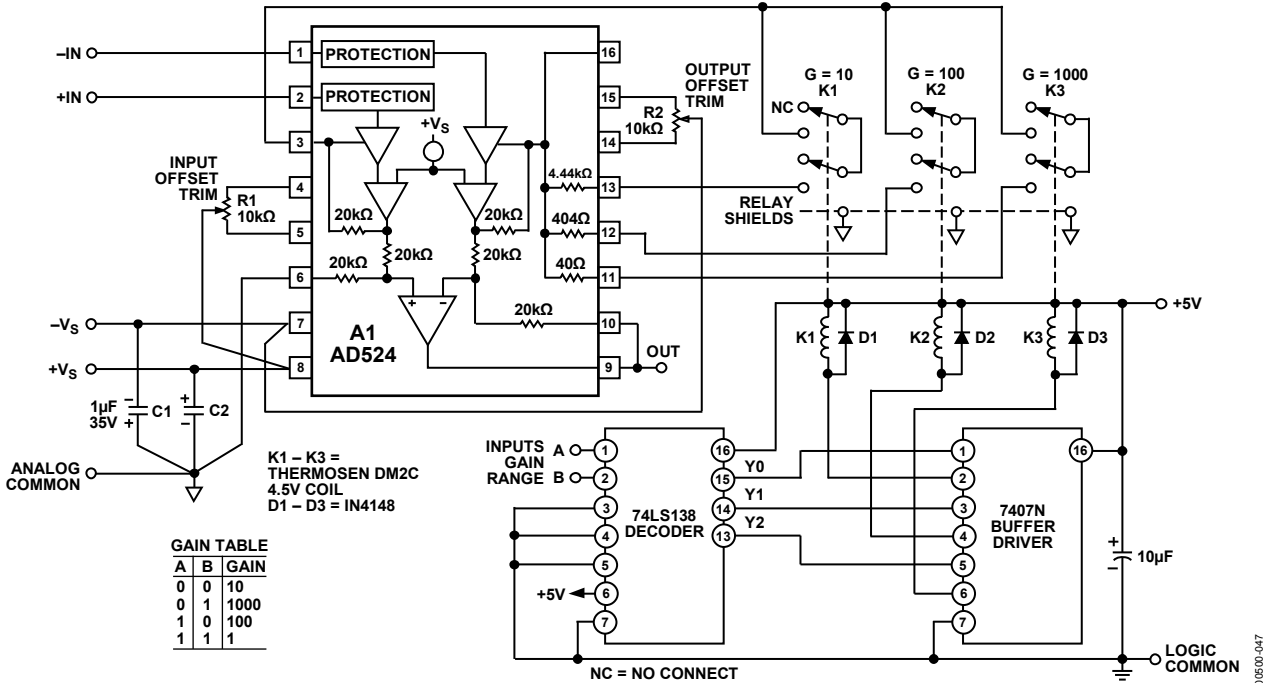 –IN
+IN
INPUT
OFFSET
TRIM
R1
10kΩ
–VS
+VS
1µF
35V
–
+
C1
+
–
C2
ANALOG
COMMON
1
2
3
4
5
6
7
8
PROTECTION
PROTECTION
+VS
20kΩ
20kΩ
20kΩ
20kΩ
20kΩ
20kΩ
4.44kΩ
404Ω
40Ω
+
–
A1
AD524
16
15
14
13
12
11
10
9
OUTPUT
OFFSET
TRIM
R2
10kΩ
OUT
G = 10
K1
G = 100
K2
G = 1000
K3
NC
RELAY
SHIELDS
+5V
K1
D1
K2
D2
K3
D3
K1 – K3 =
THERMOSEN DM2C
4.5V COIL
D1 – D3 = IN4148
GAIN TABLE
A B GAIN
0 0 10
0 1 1000
1 0 100
1 1 1
INPUTS
GAIN
RANGE
A
B
1
2
3
4
5
6
7
+5V
74LS138
DECODER
16
15
14
13
Y0
Y1
Y2
1
2
3
4
5
6
7
7407N
BUFFER
DRIVER
16
+
–
10µF
LOGIC
COMMON
NC = NO CONNECT
00500-047